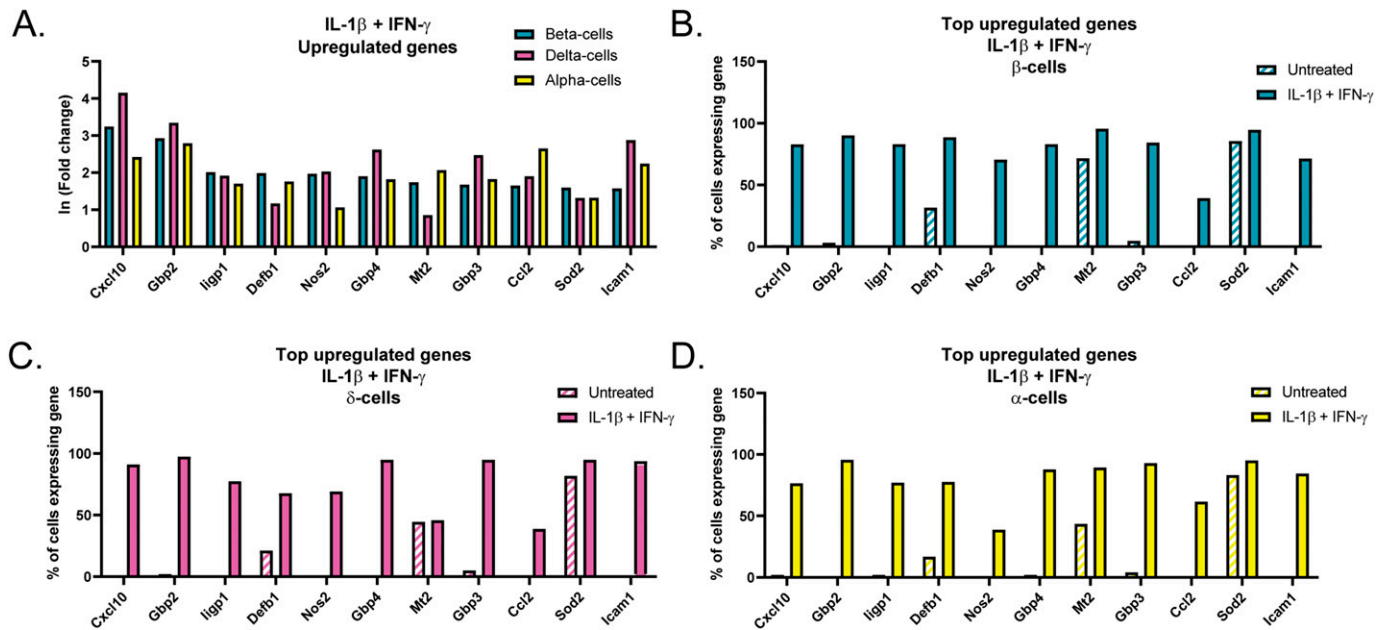 A.
IL-1β + IFN-γ
Upregulated genes
Beta-cells
Delta-cells
Alpha-cells
ln (Fold change)
5
4
3
2
1
0
Cxcl10 Gbp2 Iigp1 Defb1 Nos2 Gbp4 Mt2 Gbp3 Ccl2 Sod2 Icam1
B.
Top upregulated genes
IL-1β + IFN-γ
β-cells
Untreated
IL-1β + IFN-γ
% of cells expressing gene
150
100
50
0
Cxcl10 Gbp2 Iigp1 Defb1 Nos2 Gbp4 Mt2 Gbp3 Ccl2 Sod2 Icam1
C.
Top upregulated genes
IL-1β + IFN-γ
δ-cells
Untreated
IL-1β + IFN-γ
% of cells expressing gene
150
100
50
0
Cxcl10 Gbp2 Iigp1 Defb1 Nos2 Gbp4 Mt2 Gbp3 Ccl2 Sod2 Icam1
D.
Top upregulated genes
IL-1β + IFN-γ
α-cells
Untreated
IL-1β + IFN-γ
% of cells expressing gene
150
100
50
0
Cxcl10 Gbp2 Iigp1 Defb1 Nos2 Gbp4 Mt2 Gbp3 Ccl2 Sod2 Icam1